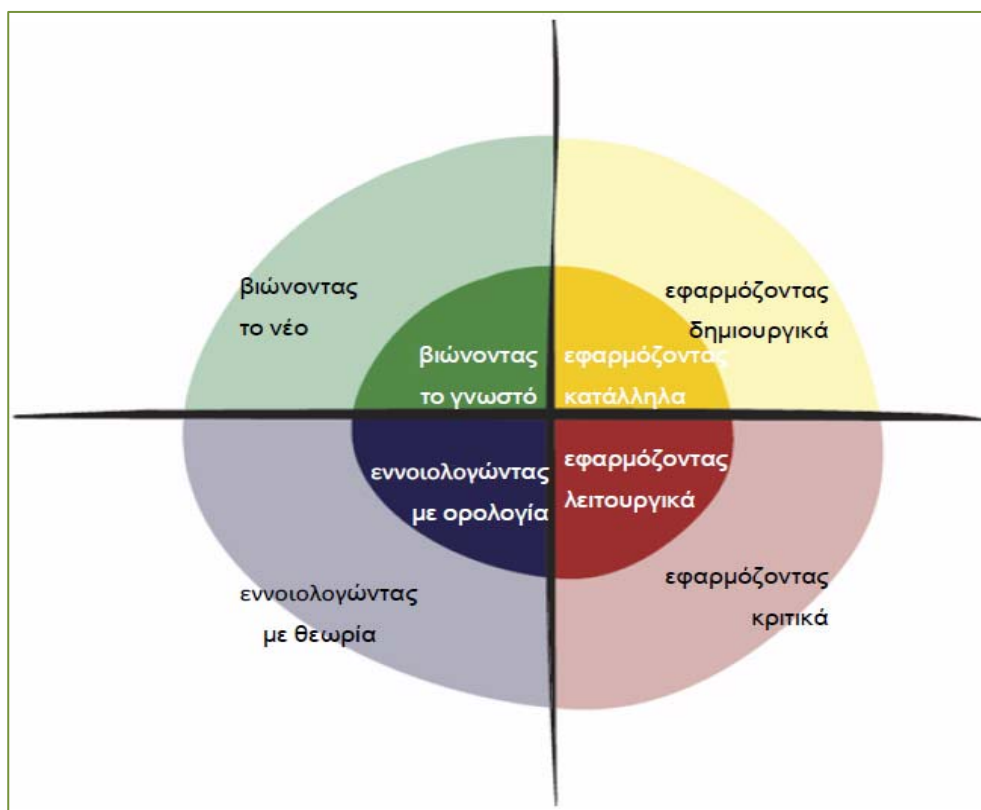 βιώνοντας
το νέο
βιώνοντας
το γνωστό
εφαρμόζοντας
κατάλληλα
εφαρμόζοντας
δημιουργικά
εννοιολογώντας
με ορολογία
εφαρμόζοντας
λειτουργικά
εννοιολογώντας
με θεωρία
εφαρμόζοντας
κριτικά